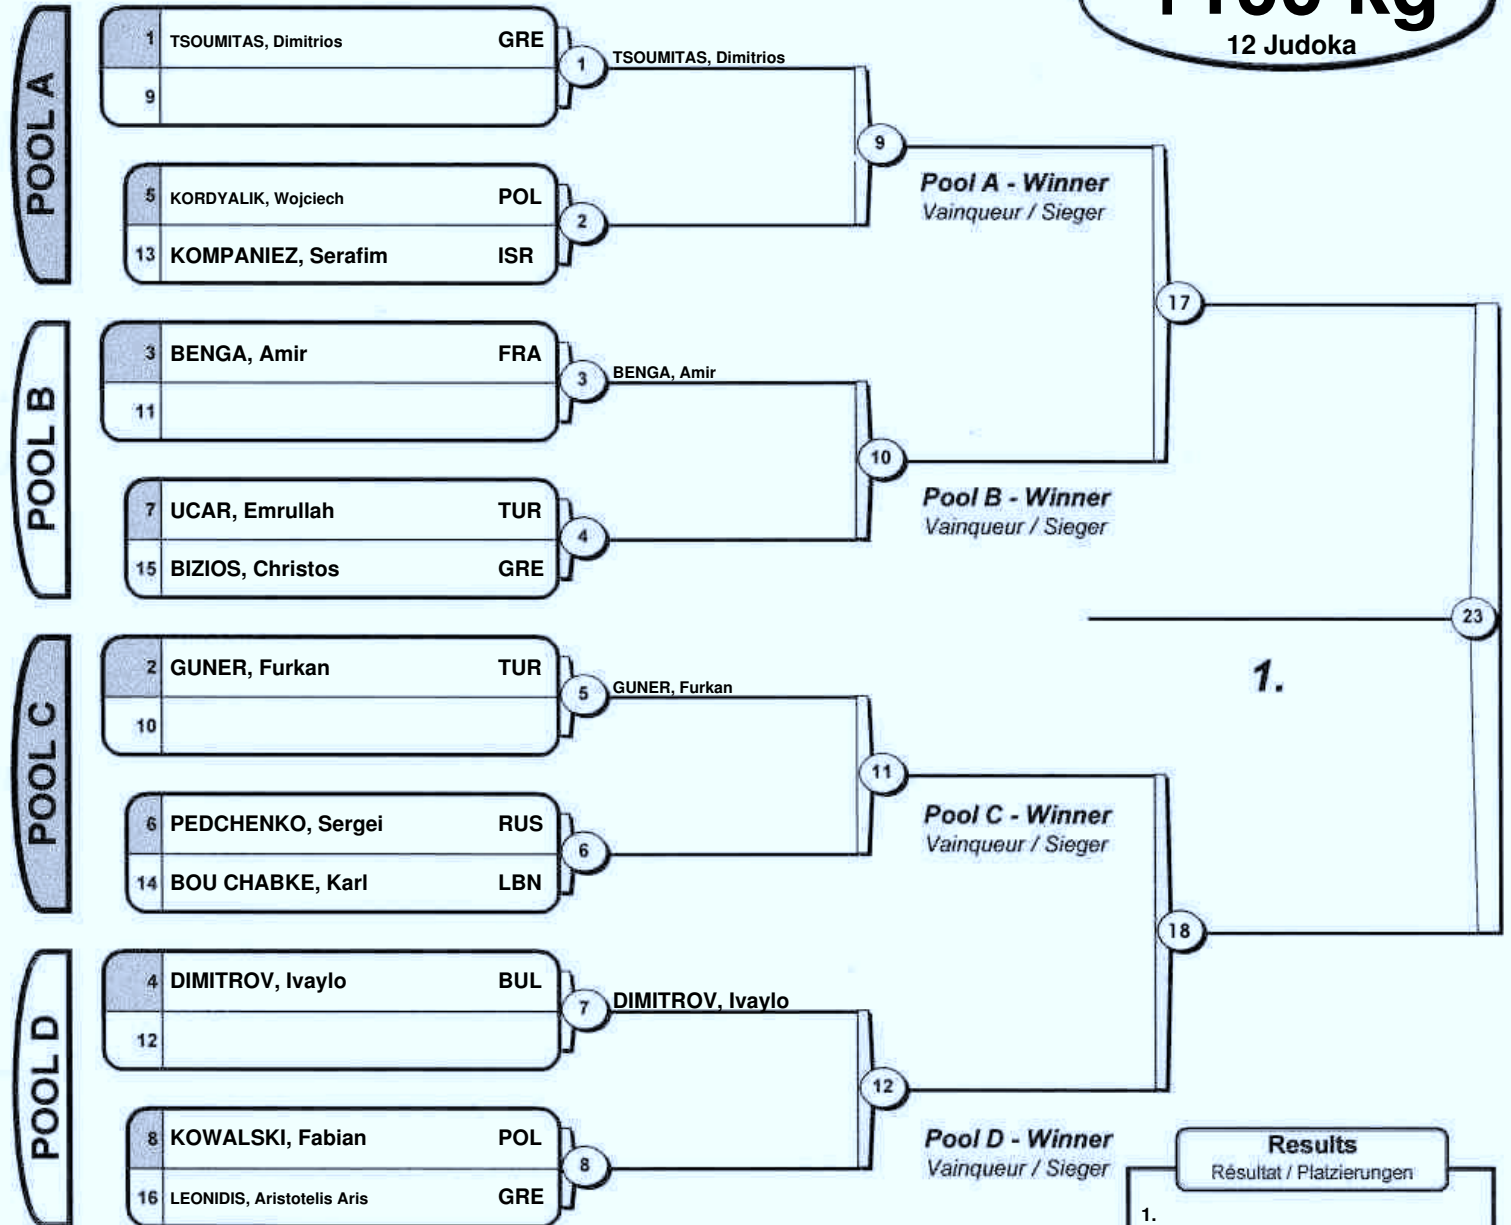 +100 kg
12 Judoka
POOL A
1 TSOUMITAS, Dimitrios GRE
9
1 TSOUMITAS, Dimitrios
5 KORDYALIK, Wojciech POL
13 KOMPANIEZ, Serafim ISR
2
9
Pool A - Winner
Vainqueur / Sieger
17
POOL B
3 BENGA, Amir FRA
11
3 BENGA, Amir
7 UCAR, Emrullah TUR
15 BIZIOS, Christos GRE
4
10
Pool B - Winner
Vainqueur / Sieger
23
1.
POOL C
2 GUNER, Furkan TUR
10
5 GUNER, Furkan
6 PEDCHENKO, Sergei RUS
14 BOU CHABKE, Karl LBN
6
11
Pool C - Winner
Vainqueur / Sieger
18
POOL D
4 DIMITROV, Ivaylo BUL
12
7 DIMITROV, Ivaylo
8 KOWALSKI, Fabian POL
16 LEONIDIS, Aristotelis Aris GRE
8
12
Pool D - Winner
Vainqueur / Sieger
Results
Résultat / Platzierungen
1.